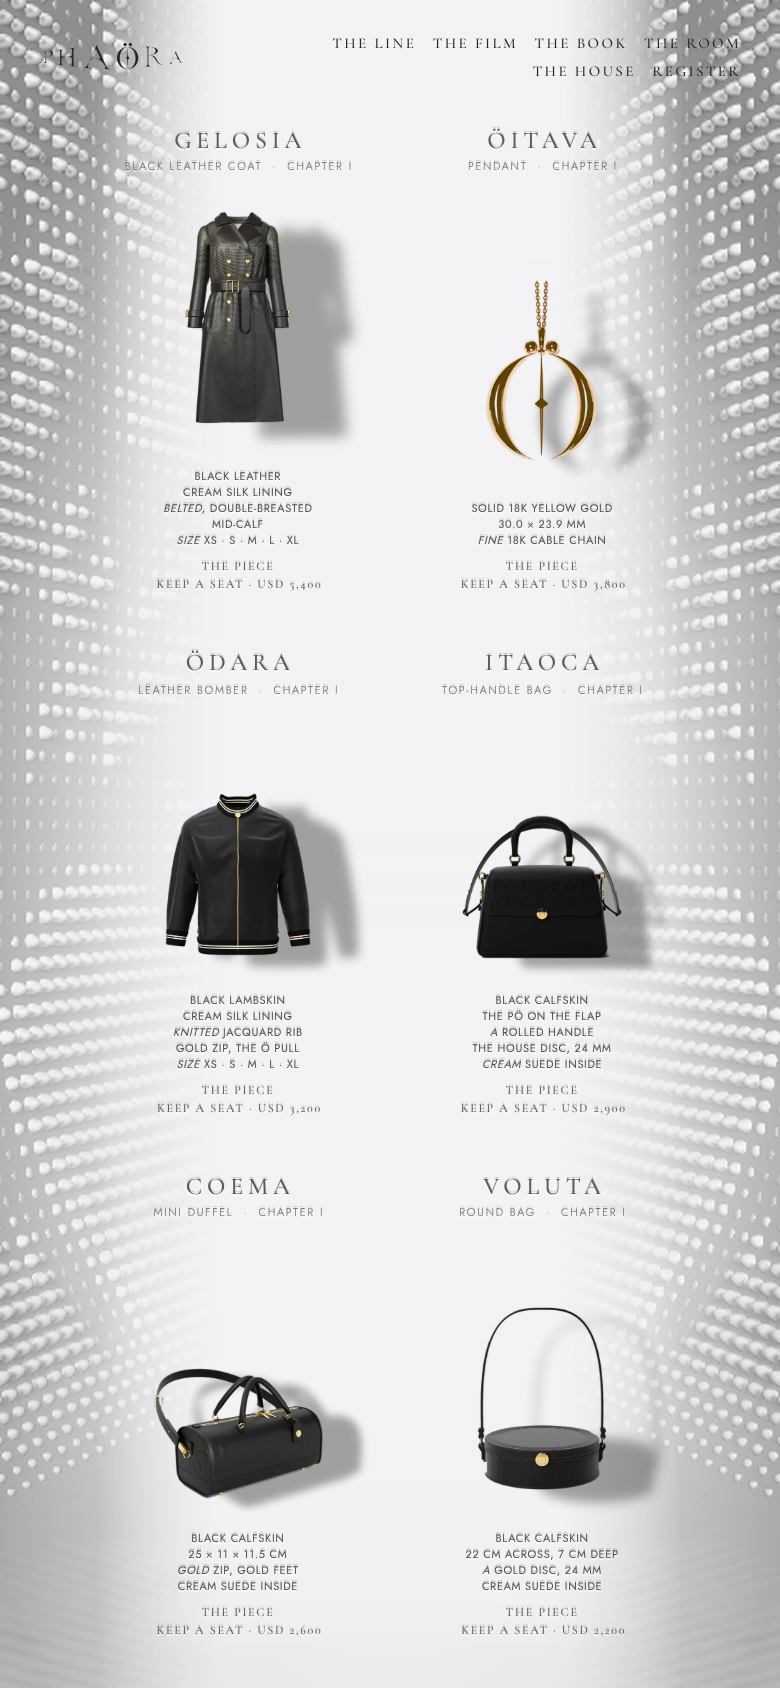 PHAÖRA
THE LINE THE FILM THE BOOK THE ROOM
THE HOUSE REGISTER
GELOSIA
BLACK LEATHER COAT · CHAPTER I
BLACK LEATHER
CREAM SILK LINING
BELTED, DOUBLE-BREASTED
MID-CALF
SIZE XS · S · M · L · XL
THE PIECE
KEEP A SEAT · USD 5,400
ÖITAVA
PENDANT · CHAPTER I
SOLID 18K YELLOW GOLD
30.0 × 23.9 MM
FINE 18K CABLE CHAIN
THE PIECE
KEEP A SEAT · USD 3,800
ÖDARA
LEATHER BOMBER · CHAPTER I
BLACK LAMBSKIN
CREAM SILK LINING
KNITTED JACQUARD RIB
GOLD ZIP, THE Ö PULL
SIZE XS · S · M · L · XL
THE PIECE
KEEP A SEAT · USD 3,200
ITAOCA
TOP-HANDLE BAG · CHAPTER I
BLACK CALFSKIN
THE PÖ ON THE FLAP
A ROLLED HANDLE
THE HOUSE DISC, 24 MM
CREAM SUEDE INSIDE
THE PIECE
KEEP A SEAT · USD 2,900
COEMA
MINI DUFFEL · CHAPTER I
BLACK CALFSKIN
25 × 11 × 11.5 CM
GOLD ZIP, GOLD FEET
CREAM SUEDE INSIDE
THE PIECE
KEEP A SEAT · USD 2,600
VOLUTA
ROUND BAG · CHAPTER I
BLACK CALFSKIN
22 CM ACROSS, 7 CM DEEP
A GOLD DISC, 24 MM
CREAM SUEDE INSIDE
THE PIECE
KEEP A SEAT · USD 2,200